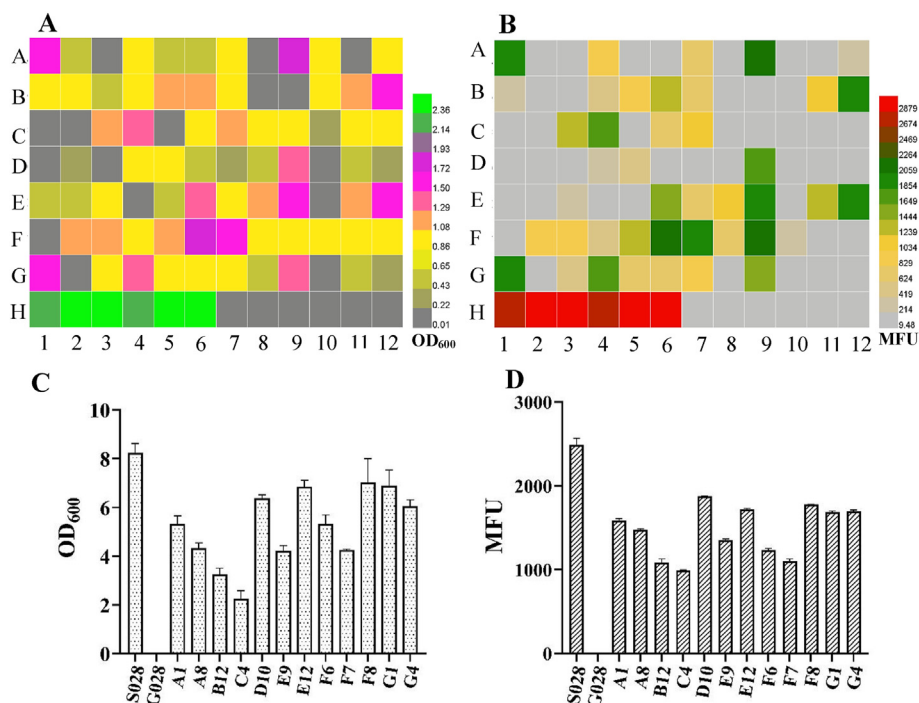 A
B
A
B
C
D
E
F
G
H
2.36
2.14
1.93
1.72
1.50
1.29
1.08
0.86
0.65
0.43
0.22
0.01
1 2 3 4 5 6 7 8 9 10 11 12 OD600
A
B
C
D
E
F
G
H
2879
2674
2469
2264
2059
1854
1649
1444
1239
1034
829
624
419
214
9.48
1 2 3 4 5 6 7 8 9 10 11 12 MFU
C
10
8
6
4
2
0
OD600
S028 G028 A1 A8 B12 C4 D10 E9 E12 F6 F7 F8 G1 G4
D
3000
2000
1000
0
MFU
S028 G028 A1 A8 B12 C4 D10 E9 E12 F6 F7 F8 G1 G4